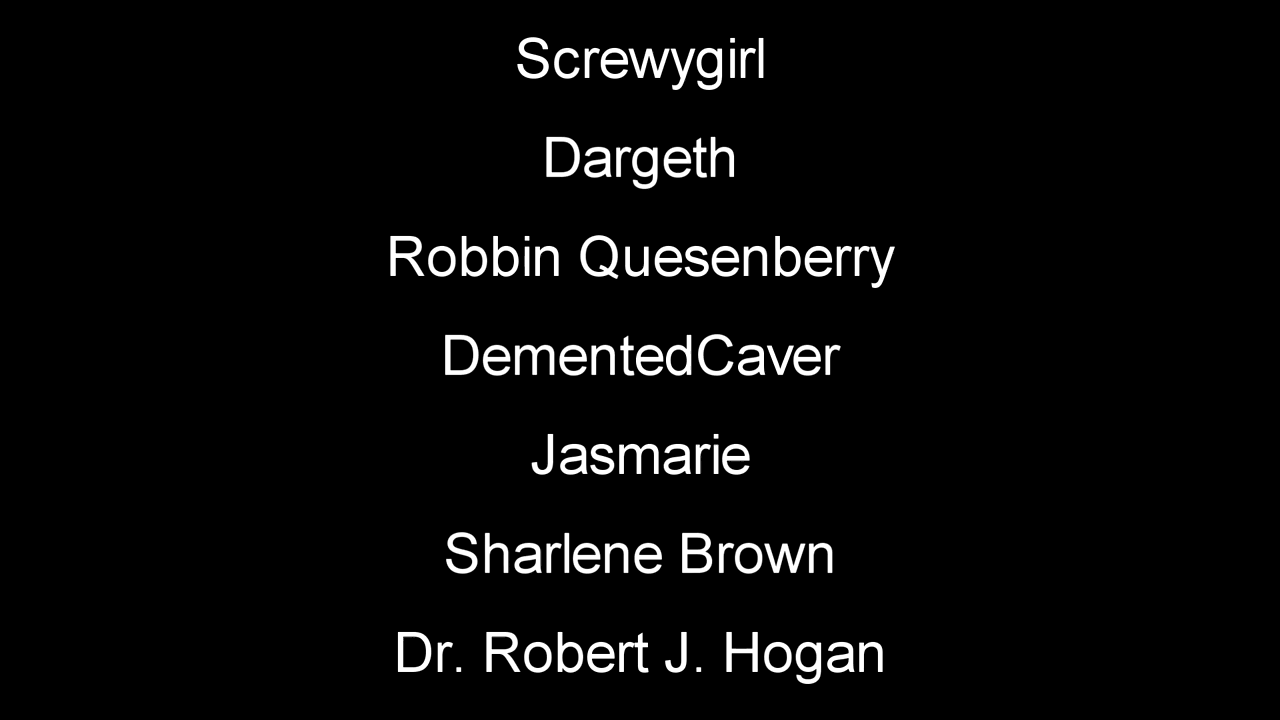 Screwygirl
Dargeth
Robbin Quesenberry
DementedCaver
Jasmarie
Sharlene Brown
Dr. Robert J. Hogan